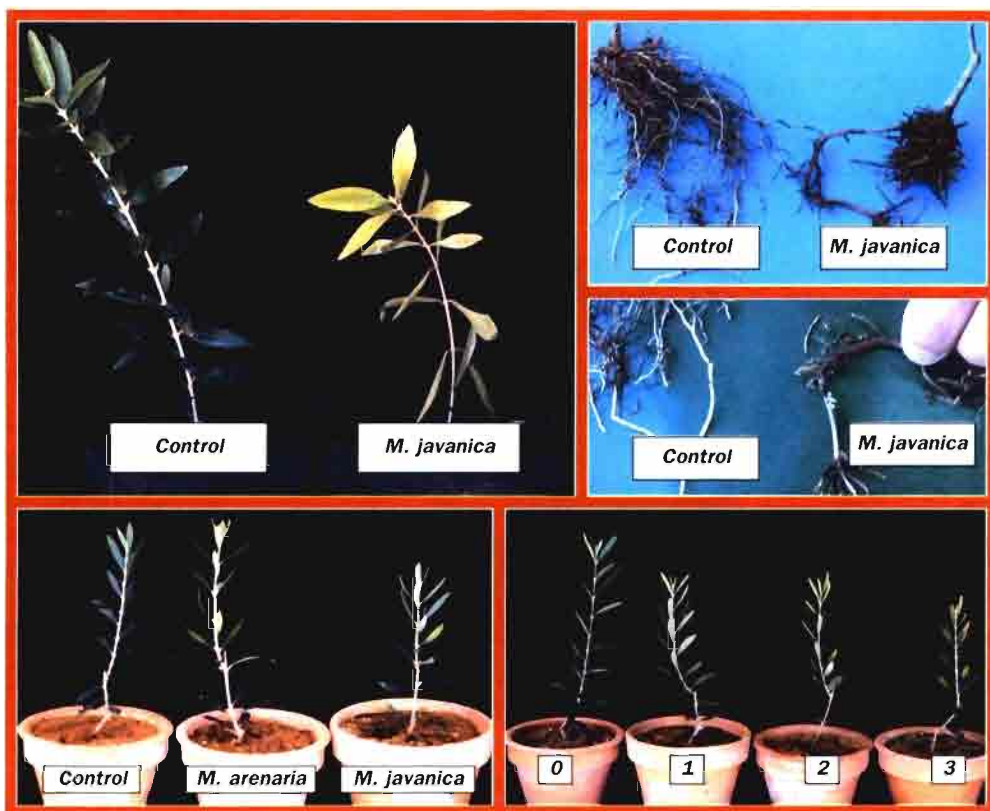 Control
M. javanica
Control
M. javanica
Control
M. javanica
Control
M. arenaria
M. javanica
0
1
2
3